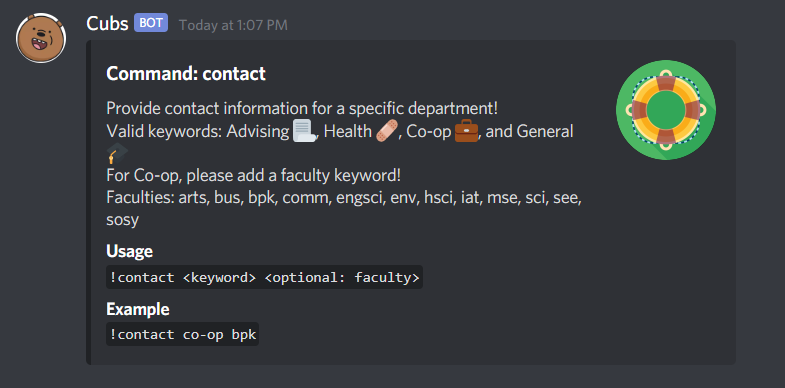 Cubs BOT Today at 1:07 PM
Command: contact
Provide contact information for a specific department!
Valid keywords: Advising 📃, Health 🩹, Co-op 💼, and General
🎓
For Co-op, please add a faculty keyword!
Faculties: arts, bus, bpk, comm, engsci, env, hsci, iat, mse, sci, see,
sosy
Usage
!contact <keyword> <optional: faculty>
Example
!contact co-op bpk